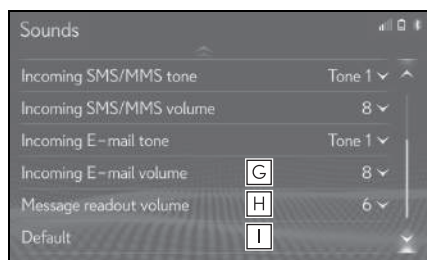 Sounds
Incoming SMS/MMS tone Tone 1
Incoming SMS/MMS volume 8
Incoming E-mail tone Tone 1
Incoming E-mail volume G 8
Message readout volume H 6
Default I